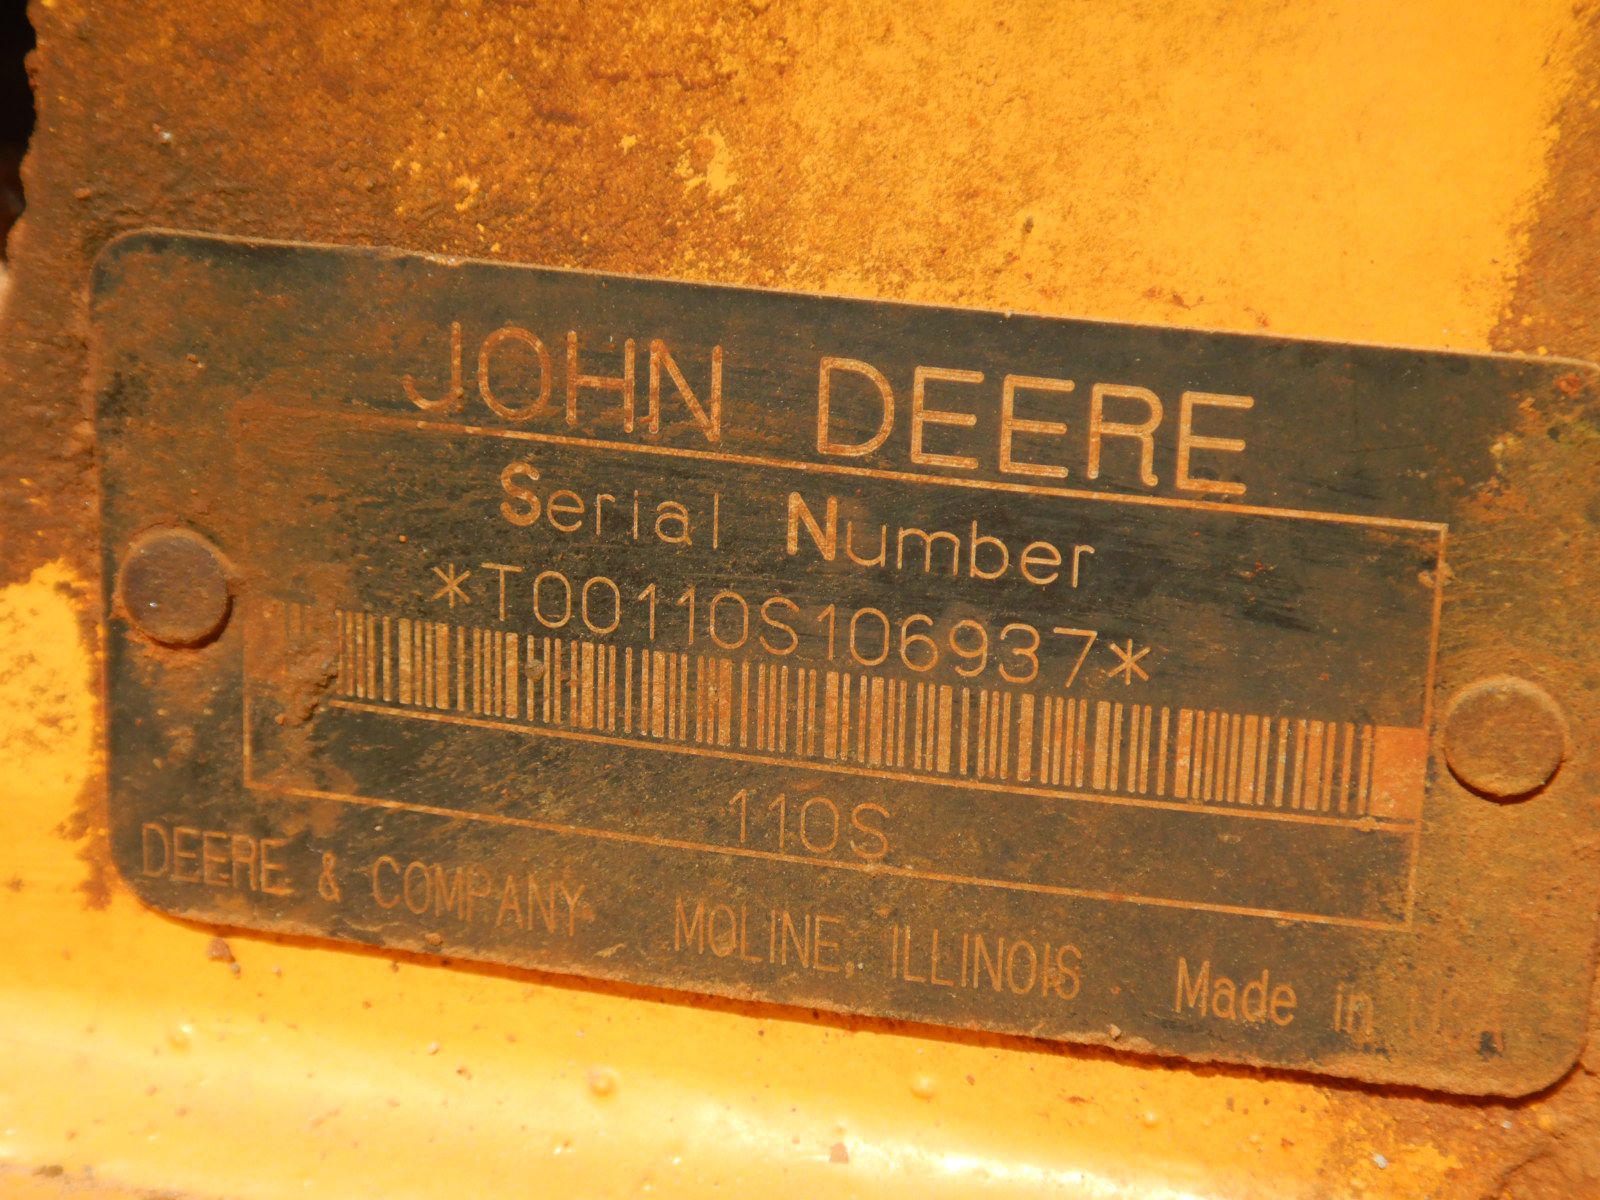 JOHN DEERE
Serial Number
*T00110S106937*
110S
DEERE & COMPANY MOLINE, ILLINOIS Made in